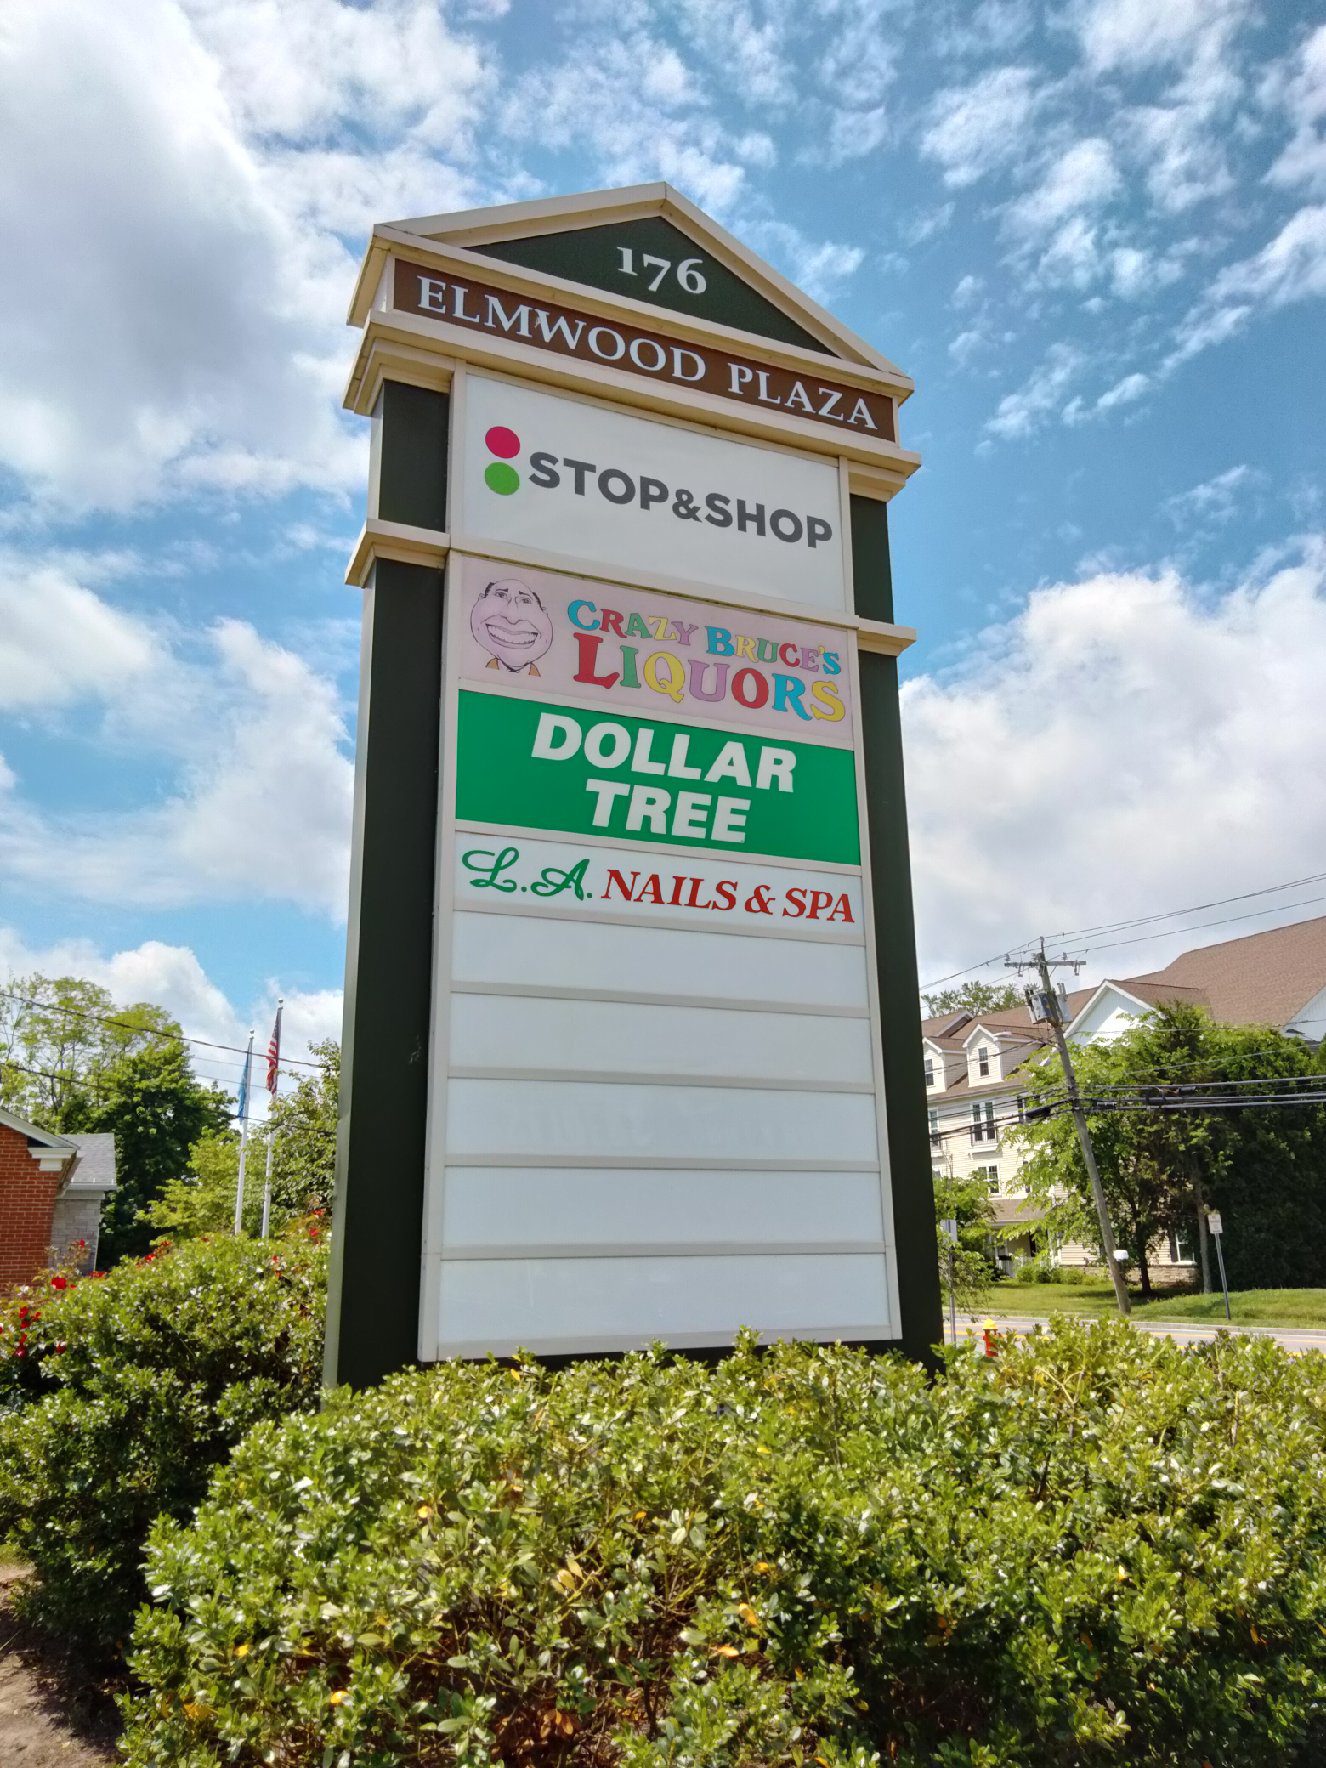 176
ELMWOOD PLAZA
STOP&SHOP
CRAZY BRUCE'S
LIQUORS
DOLLAR
TREE
L.A. NAILS & SPA